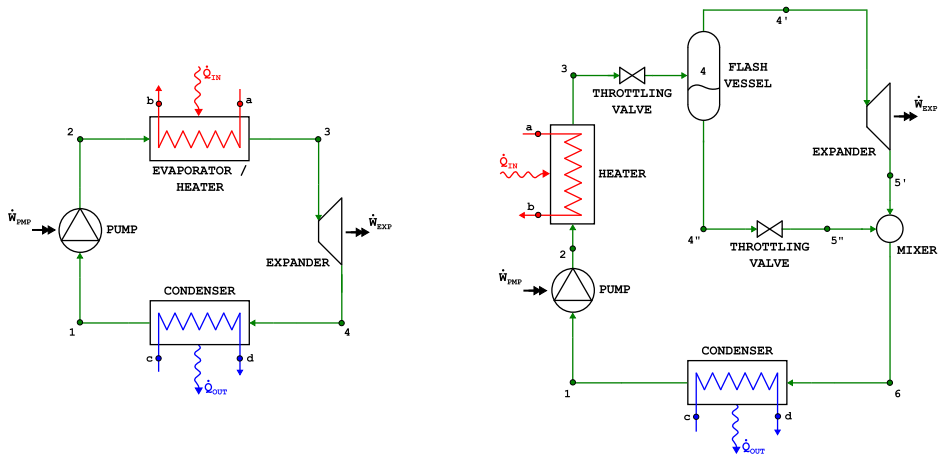 Q̇IN
b
a
2
3
EVAPORATOR /
HEATER
ẆPMP
PUMP
ẆEXP
EXPANDER
CONDENSER
1
4
c
d
Q̇OUT
4'
3
4
FLASH
VESSEL
THROTTLING
VALVE
ẆEXP
a
EXPANDER
Q̇IN
HEATER
5'
b
4"
5"
THROTTLING
VALVE
MIXER
2
ẆPMP
PUMP
CONDENSER
1
6
c
d
Q̇OUT